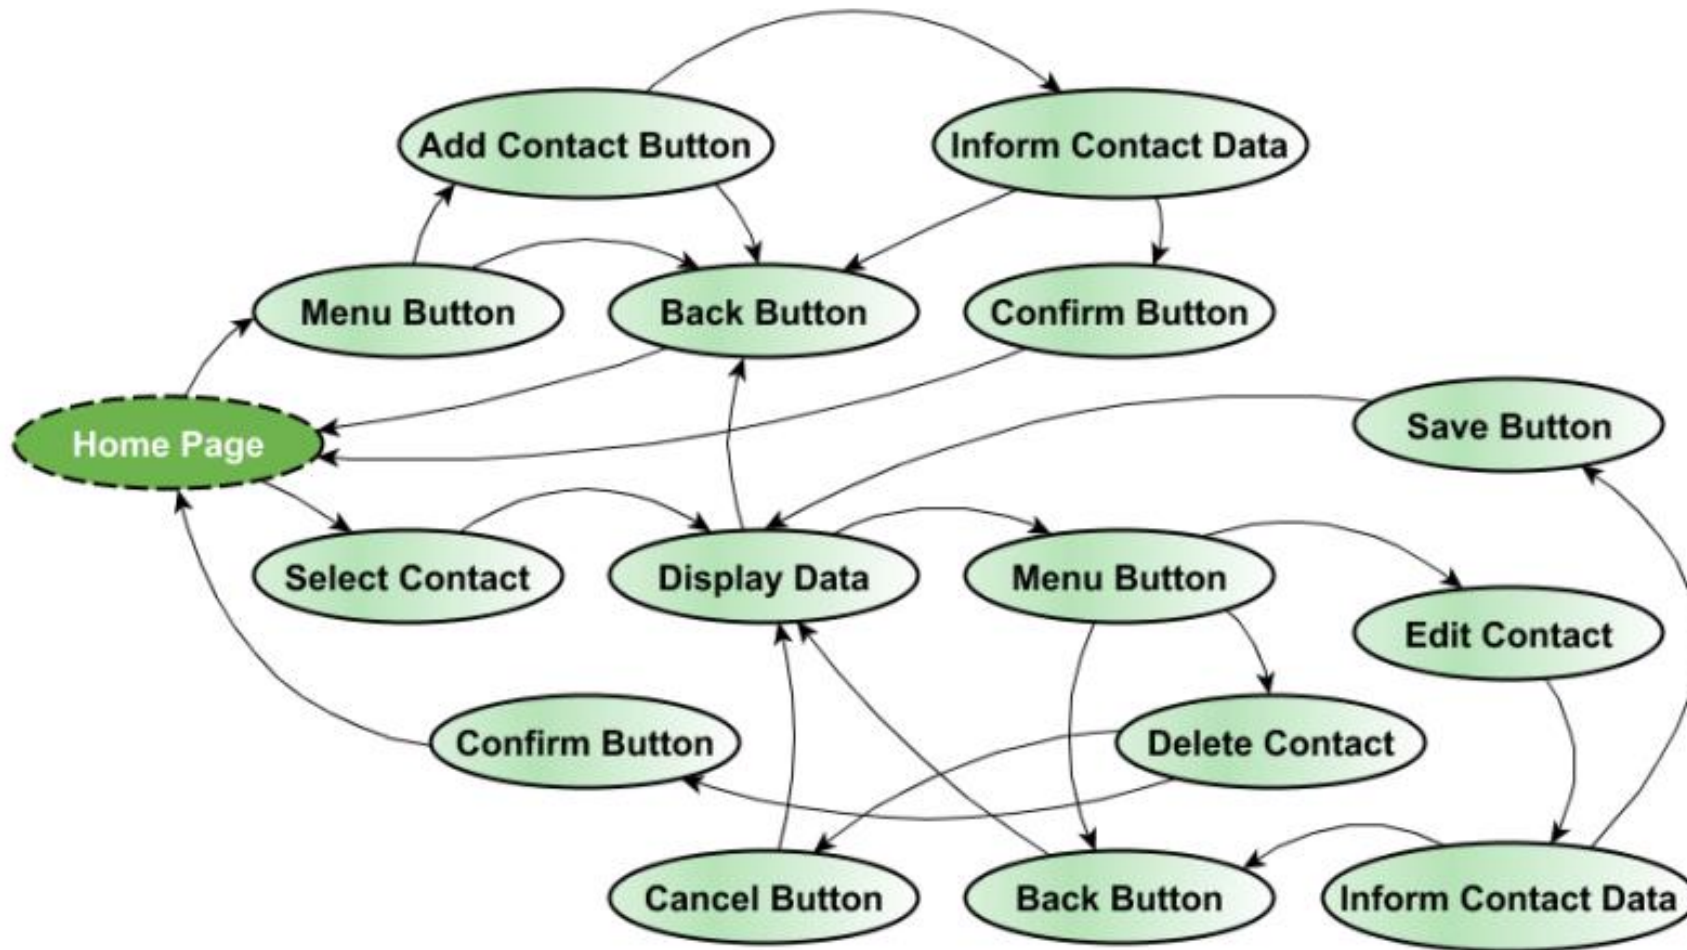 Add Contact Button
Inform Contact Data
Menu Button
Back Button
Confirm Button
Home Page
Save Button
Select Contact
Display Data
Menu Button
Edit Contact
Confirm Button
Delete Contact
Cancel Button
Back Button
Inform Contact Data